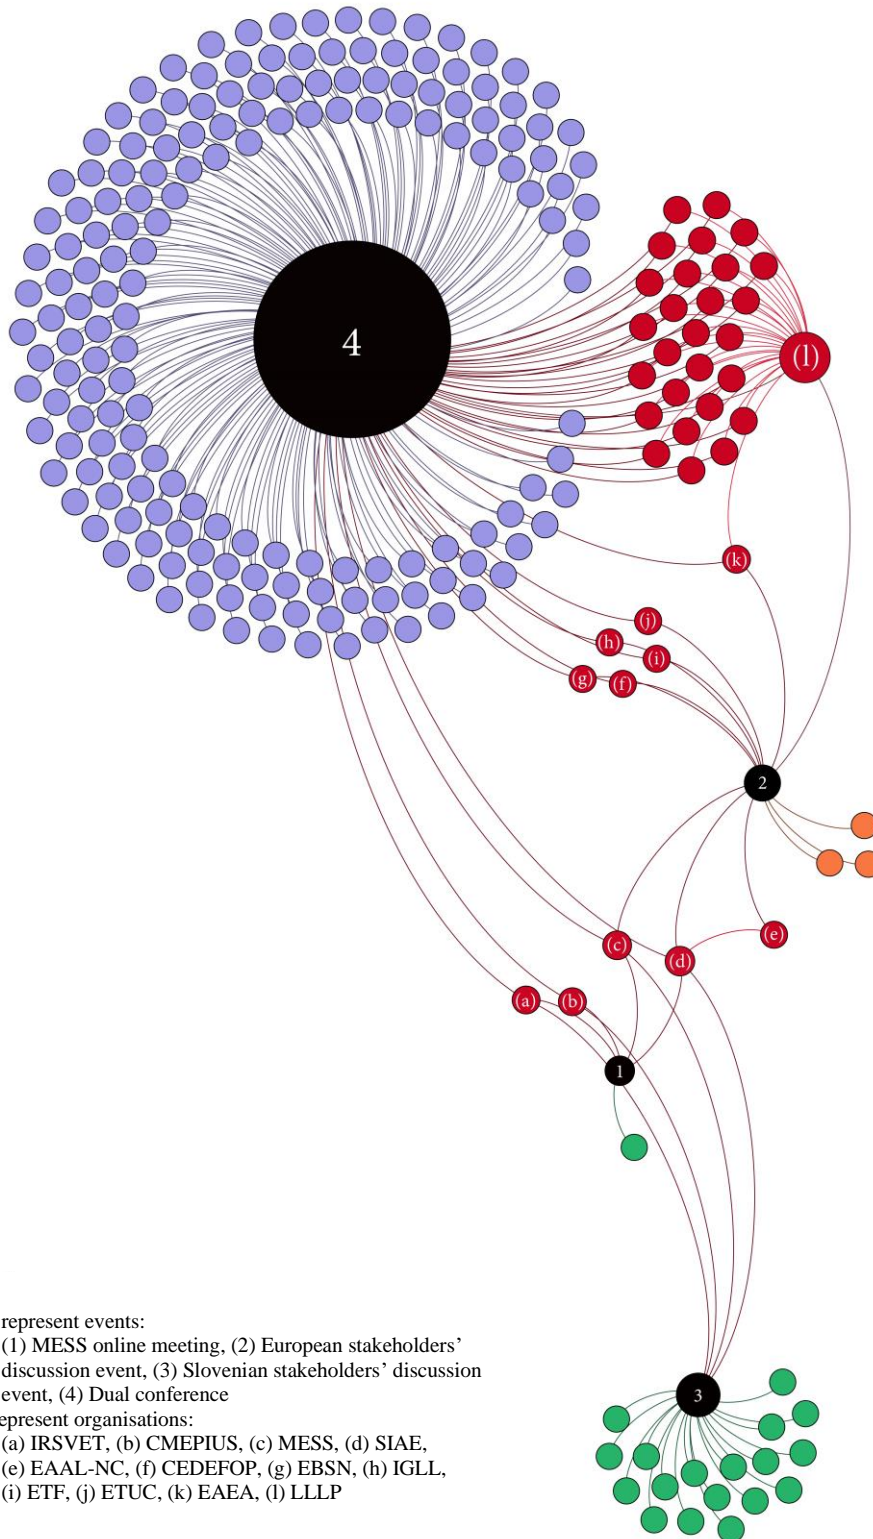 4
(l)
(k)
(j)
(h)
(i)
(g)
(f)
2
(e)
(c)
(d)
(a)
(b)
1
3
represent events:
(1) MESS online meeting, (2) European stakeholders’
discussion event, (3) Slovenian stakeholders’ discussion
event, (4) Dual conference
epresent organisations:
(a) IRSVET, (b) CMEPIUS, (c) MESS, (d) SIAE,
(e) EAAL-NC, (f) CEDEFOP, (g) EBSN, (h) IGLL,
(i) ETF, (j) ETUC, (k) EAEA, (l) LLLP